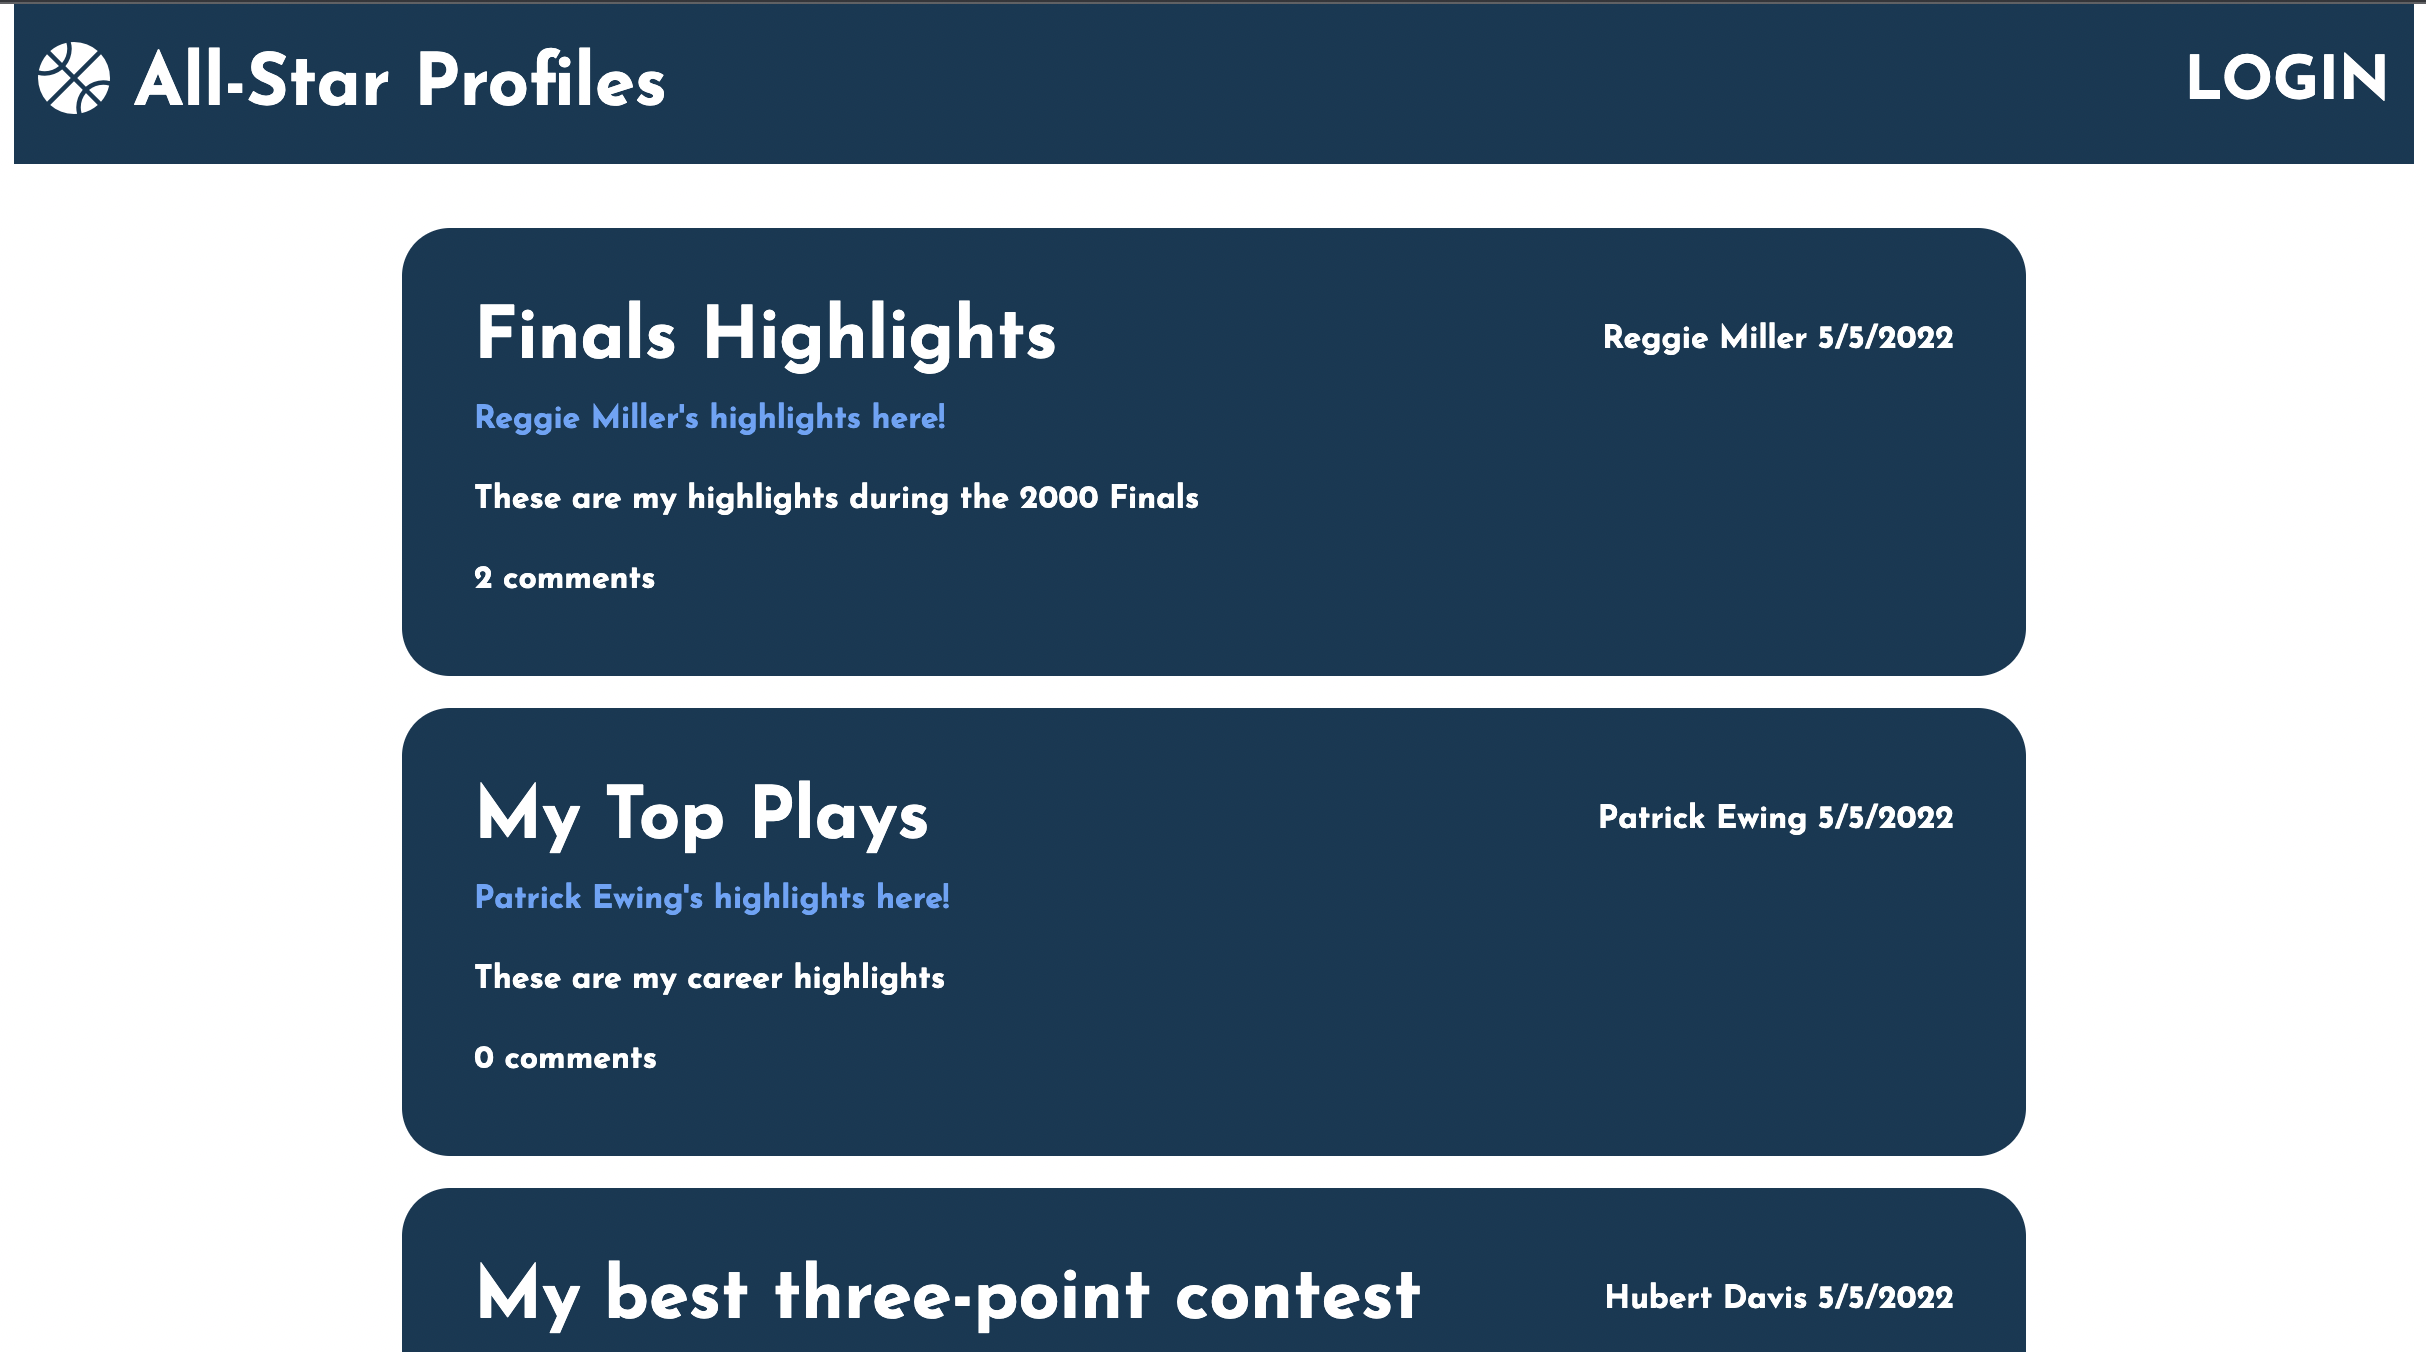 All-Star Profiles
LOGIN
Finals Highlights
Reggie Miller 5/5/2022
Reggie Miller's highlights here!
These are my highlights during the 2000 Finals
2 comments
My Top Plays
Patrick Ewing 5/5/2022
Patrick Ewing's highlights here!
These are my career highlights
0 comments
My best three-point contest
Hubert Davis 5/5/2022